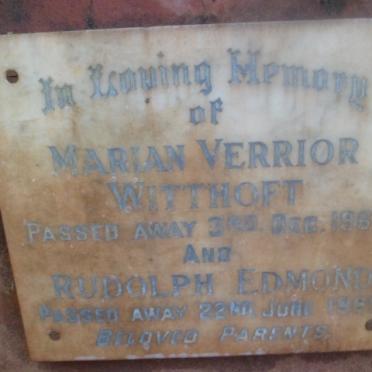 In Loving Memory
of
MARIAN VERRIOR
WITTHOFT
PASSED AWAY 3RD. DEC. 196
AND
RUDOLPH EDMOND
PASSED AWAY 22ND. JUNE 196
BELOVED PARENTS